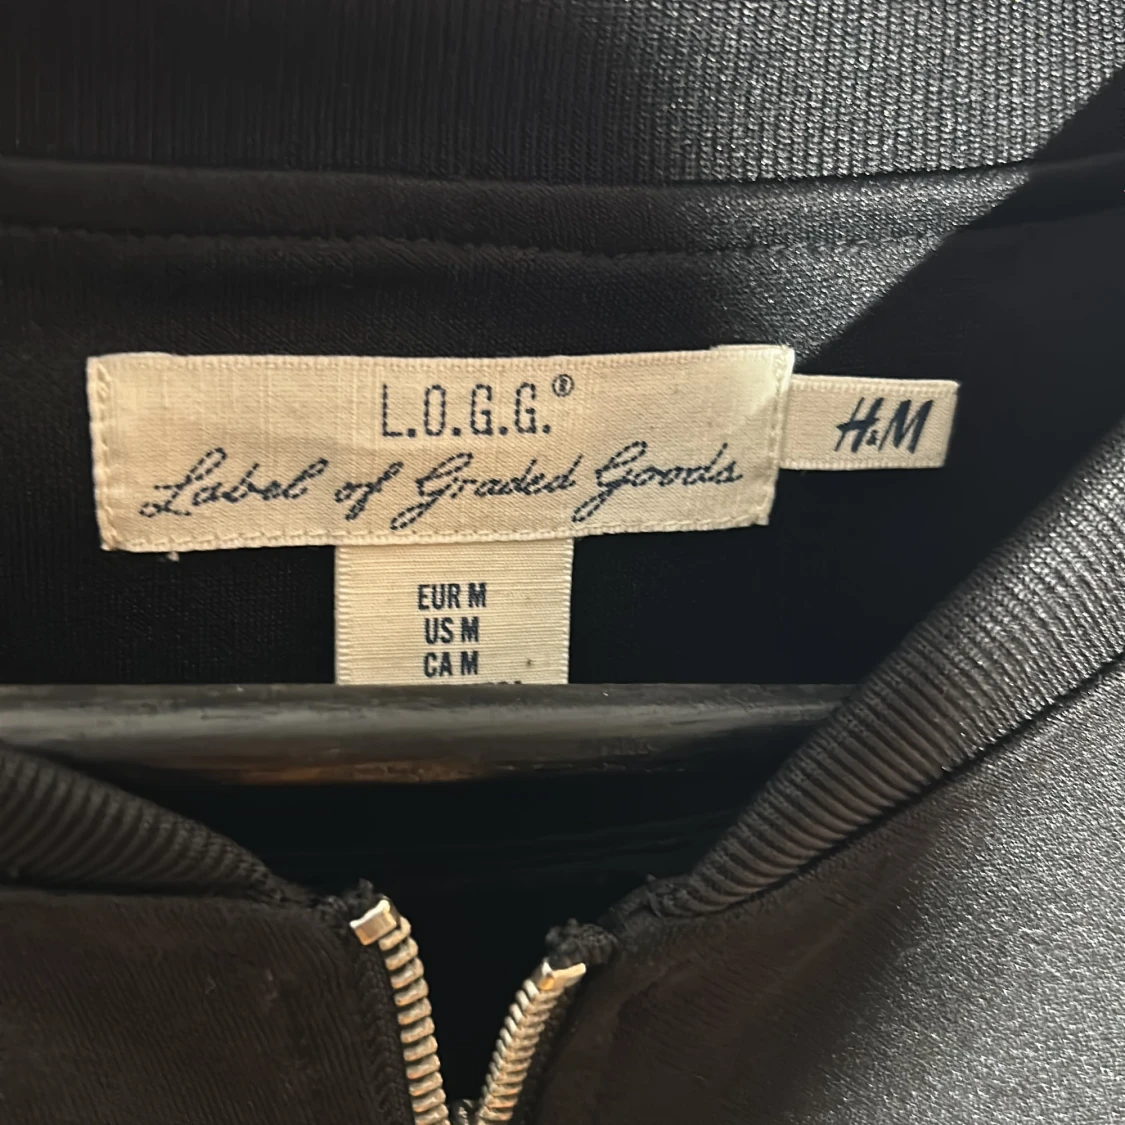 L.O.G.G.®
Label of Graded Goods
H&M
EUR M
US M
CA M